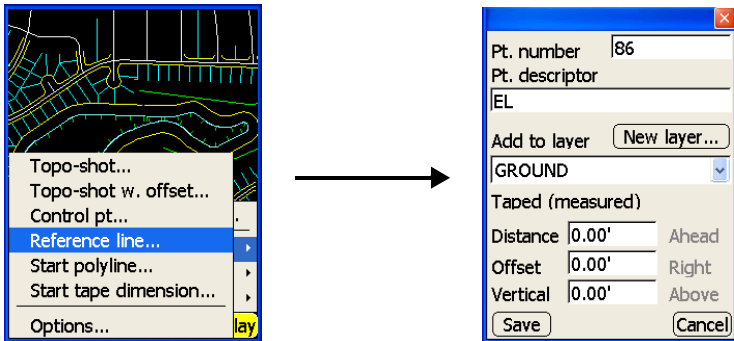 Topo-shot...
Topo-shot w. offset...
Control pt...
Reference line...
Start polyline...
Start tape dimension...
Options...
lay
Pt. number 86
Pt. descriptor
EL
Add to layer New layer...
GROUND
Taped (measured)
Distance 0.00' Ahead
Offset 0.00' Right
Vertical 0.00' Above
Save Cancel